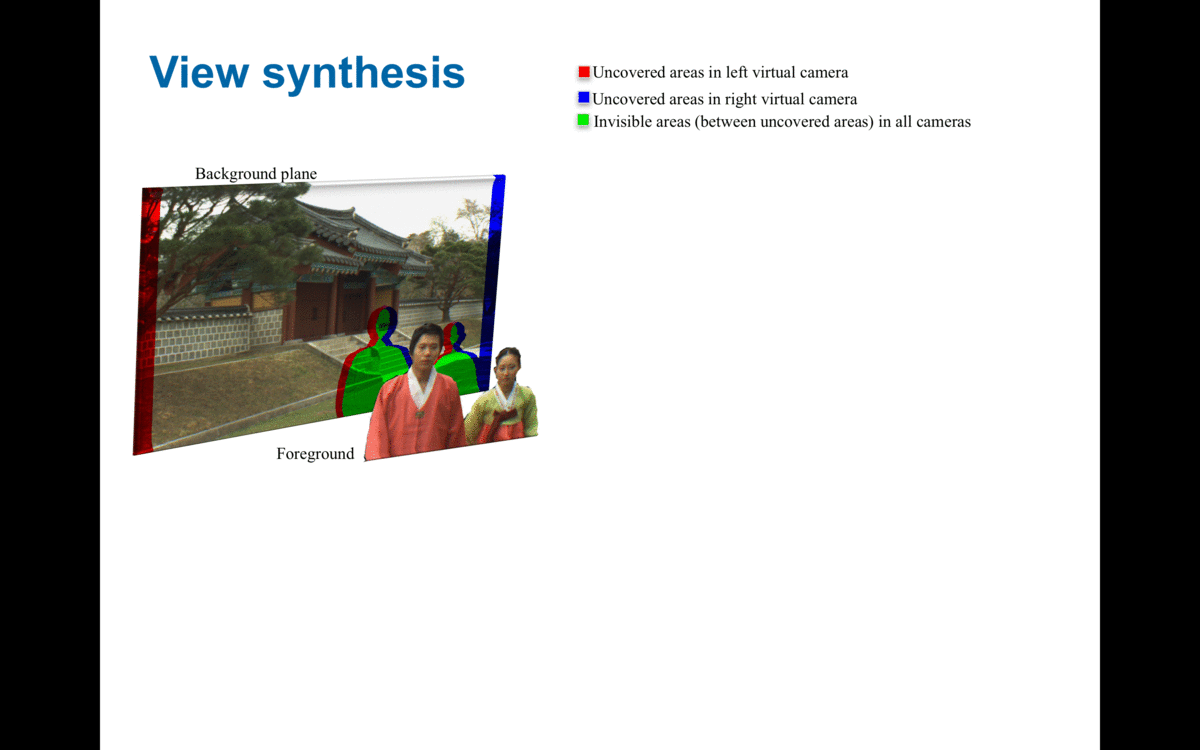 View synthesis
Uncovered areas in left virtual camera
Uncovered areas in right virtual camera
Invisible areas (between uncovered areas) in all cameras
Background plane
Foreground